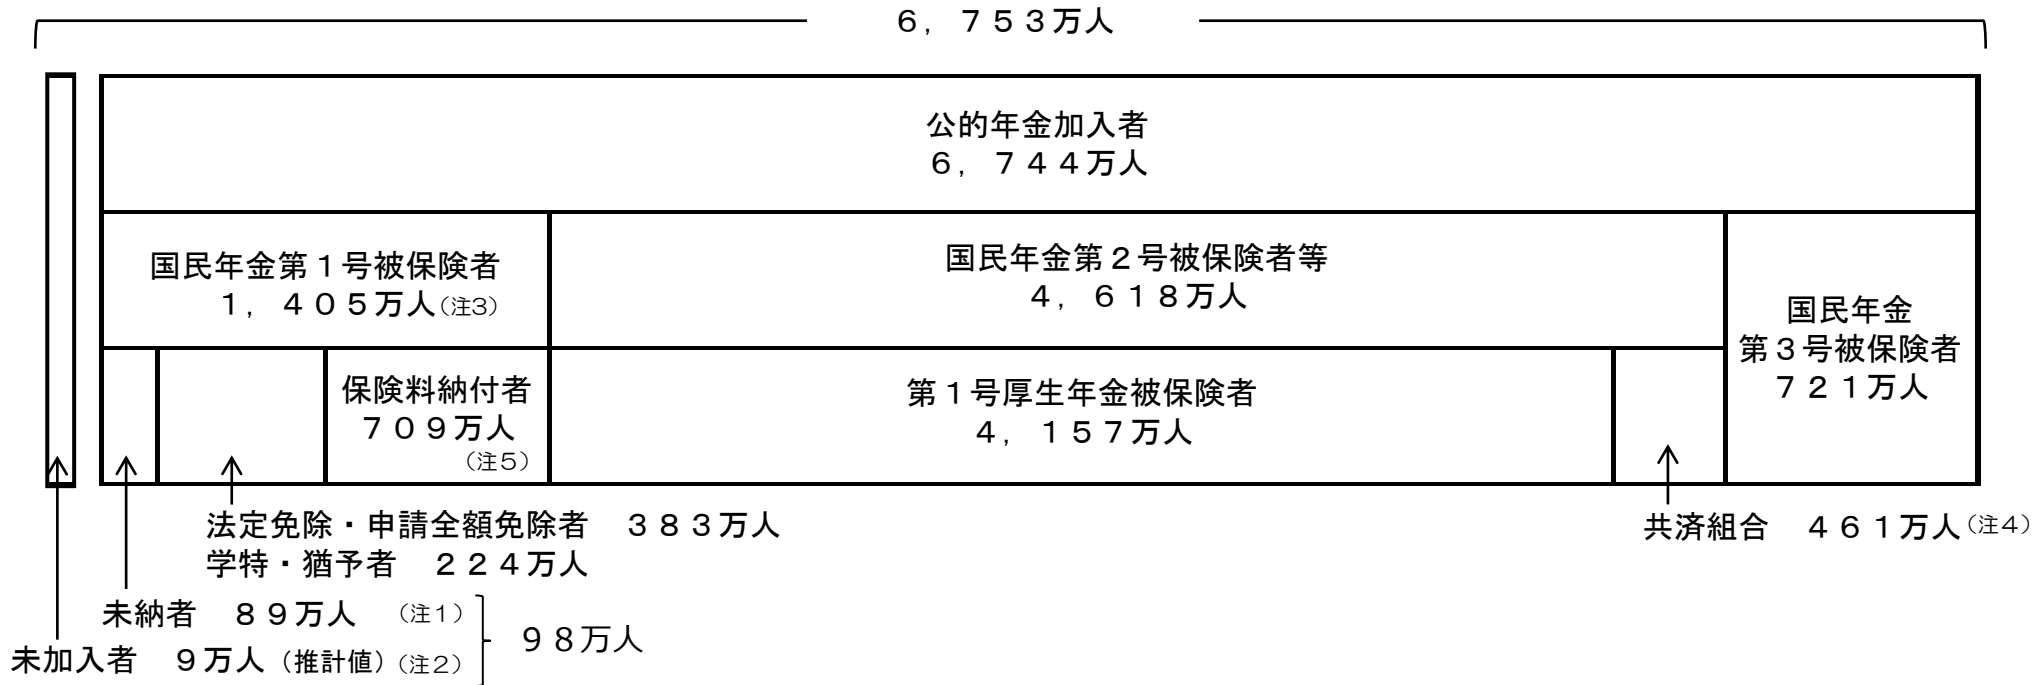 ６，７５３万人
公的年金加入者
６，７４４万人
国民年金第１号被保険者
１，４０５万人（注３）
国民年金第２号被保険者等
４，６１８万人
国民年金
第３号被保険者
７２１万人
保険料納付者
７０９万人
（注５）
第１号厚生年金被保険者
４，１５７万人
法定免除・申請全額免除者　３８３万人
学特・猶予者　２２４万人
共済組合　４６１万人（注４）
未納者　８９万人　（注１）
未加入者　９万人（推計値）（注２）
９８万人